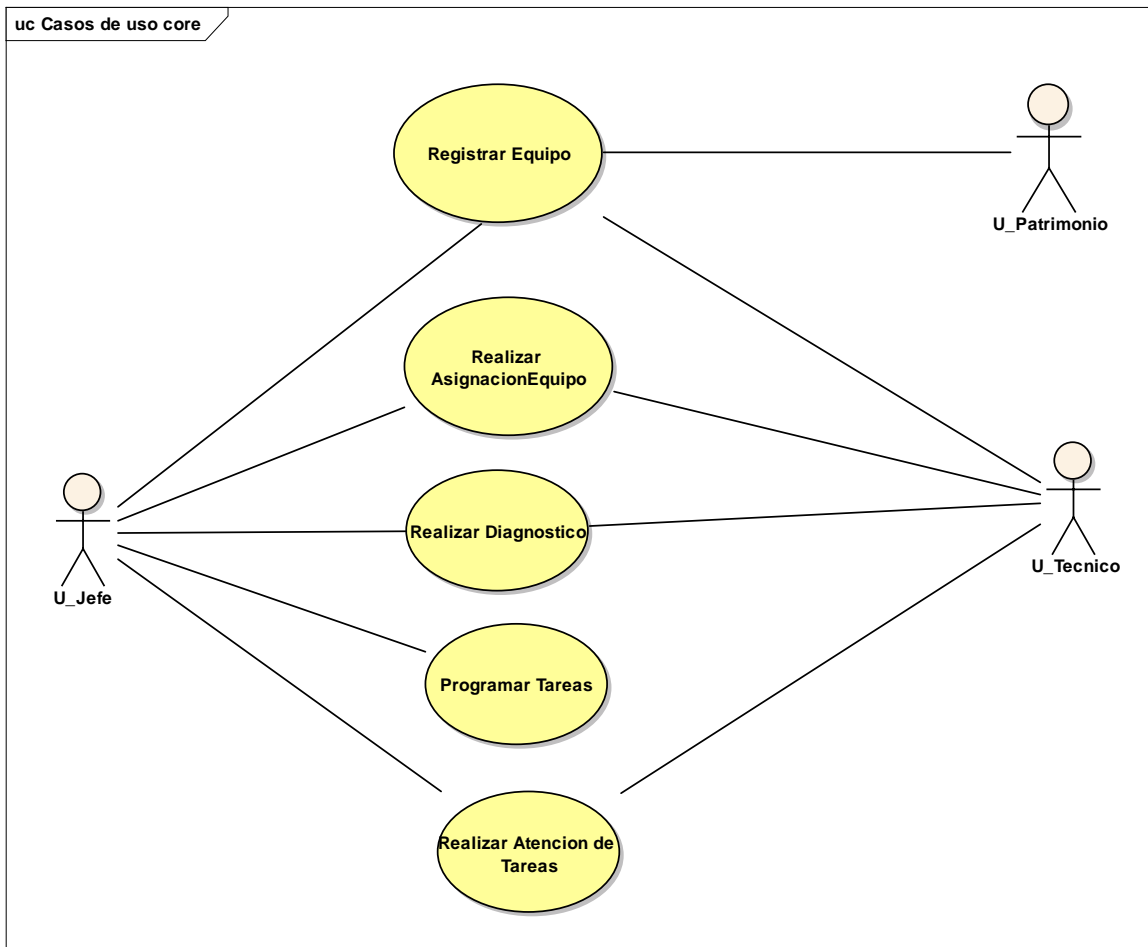 uc Casos de uso core
Registrar Equipo
U_Patrimonio
Realizar
AsignacionEquipo
Realizar Diagnostico
U_Tecnico
U_Jefe
Programar Tareas
Realizar Atencion de
Tareas